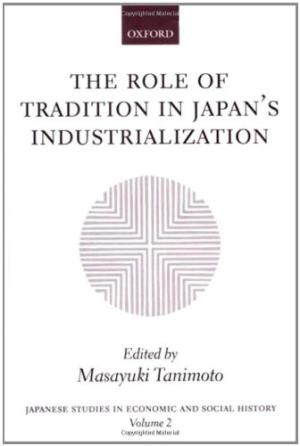 Copyrighted Material
OXFORD
THE ROLE OF
TRADITION IN JAPAN'S
INDUSTRIALIZATION
Edited by
Masayuki Tanimoto
JAPANESE STUDIES IN ECONOMIC AND SOCIAL HISTORY
Volume 2
Copyrighted Material